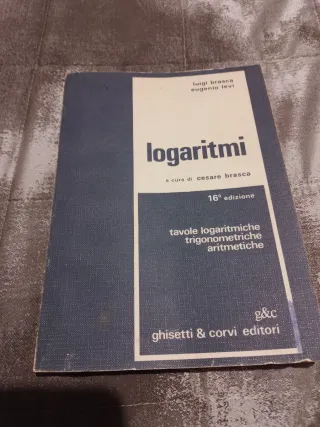 luigi brasca
eugenio levi
logaritmi
a cura di cesare brasca
16ª edizione
tavole logaritmiche
trigonometriche
aritmetiche
g&c
ghisetti & corvi editori